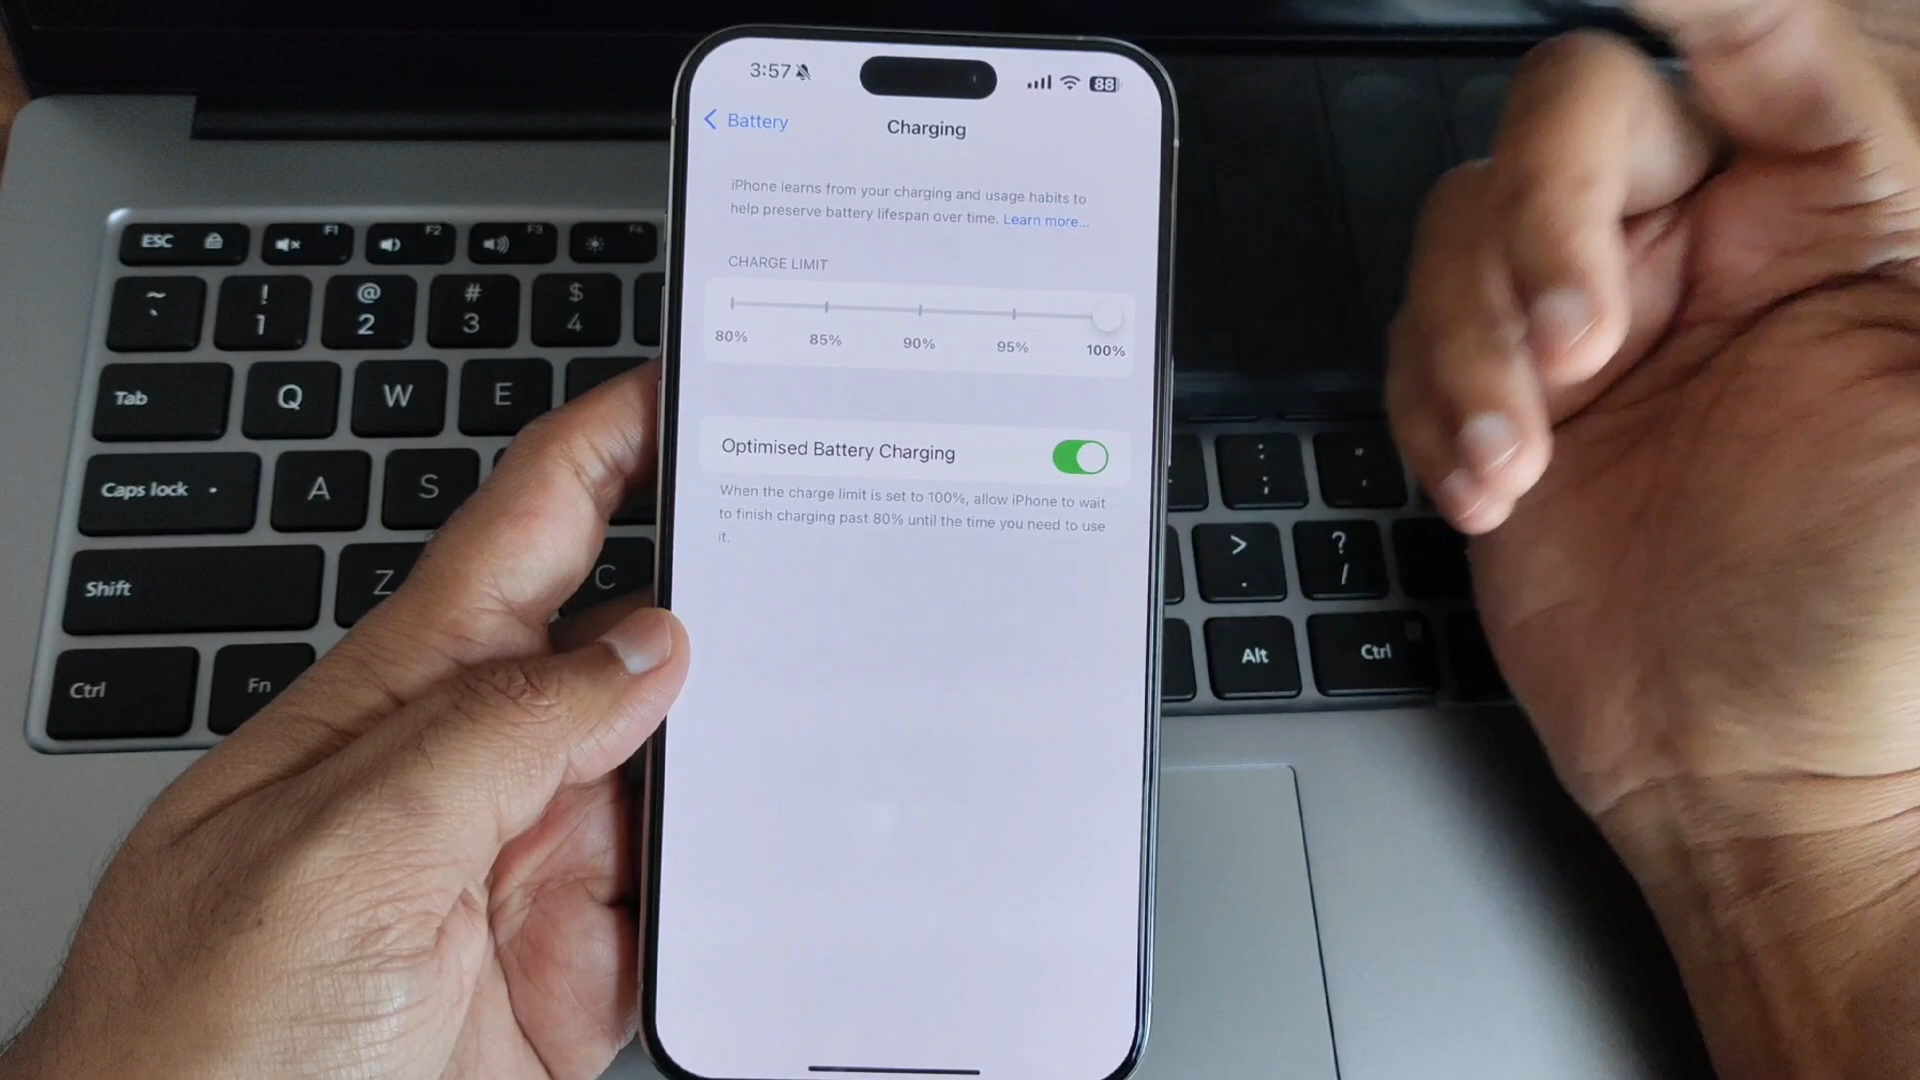 3:57
88
Battery
Charging
iPhone learns from your charging and usage habits to
help preserve battery lifespan over time. Learn more...
CHARGE LIMIT
80% 85% 90% 95% 100%
Optimised Battery Charging
When the charge limit is set to 100%, allow iPhone to wait
to finish charging past 80% until the time you need to use
it.
ESC F1 F2 F3 F4
~ ! @ # $
` 1 2 3 4
Tab Q W E
Caps lock A S
Shift Z C
Ctrl Fn
: "
; '
> ?
. /
Alt Ctrl